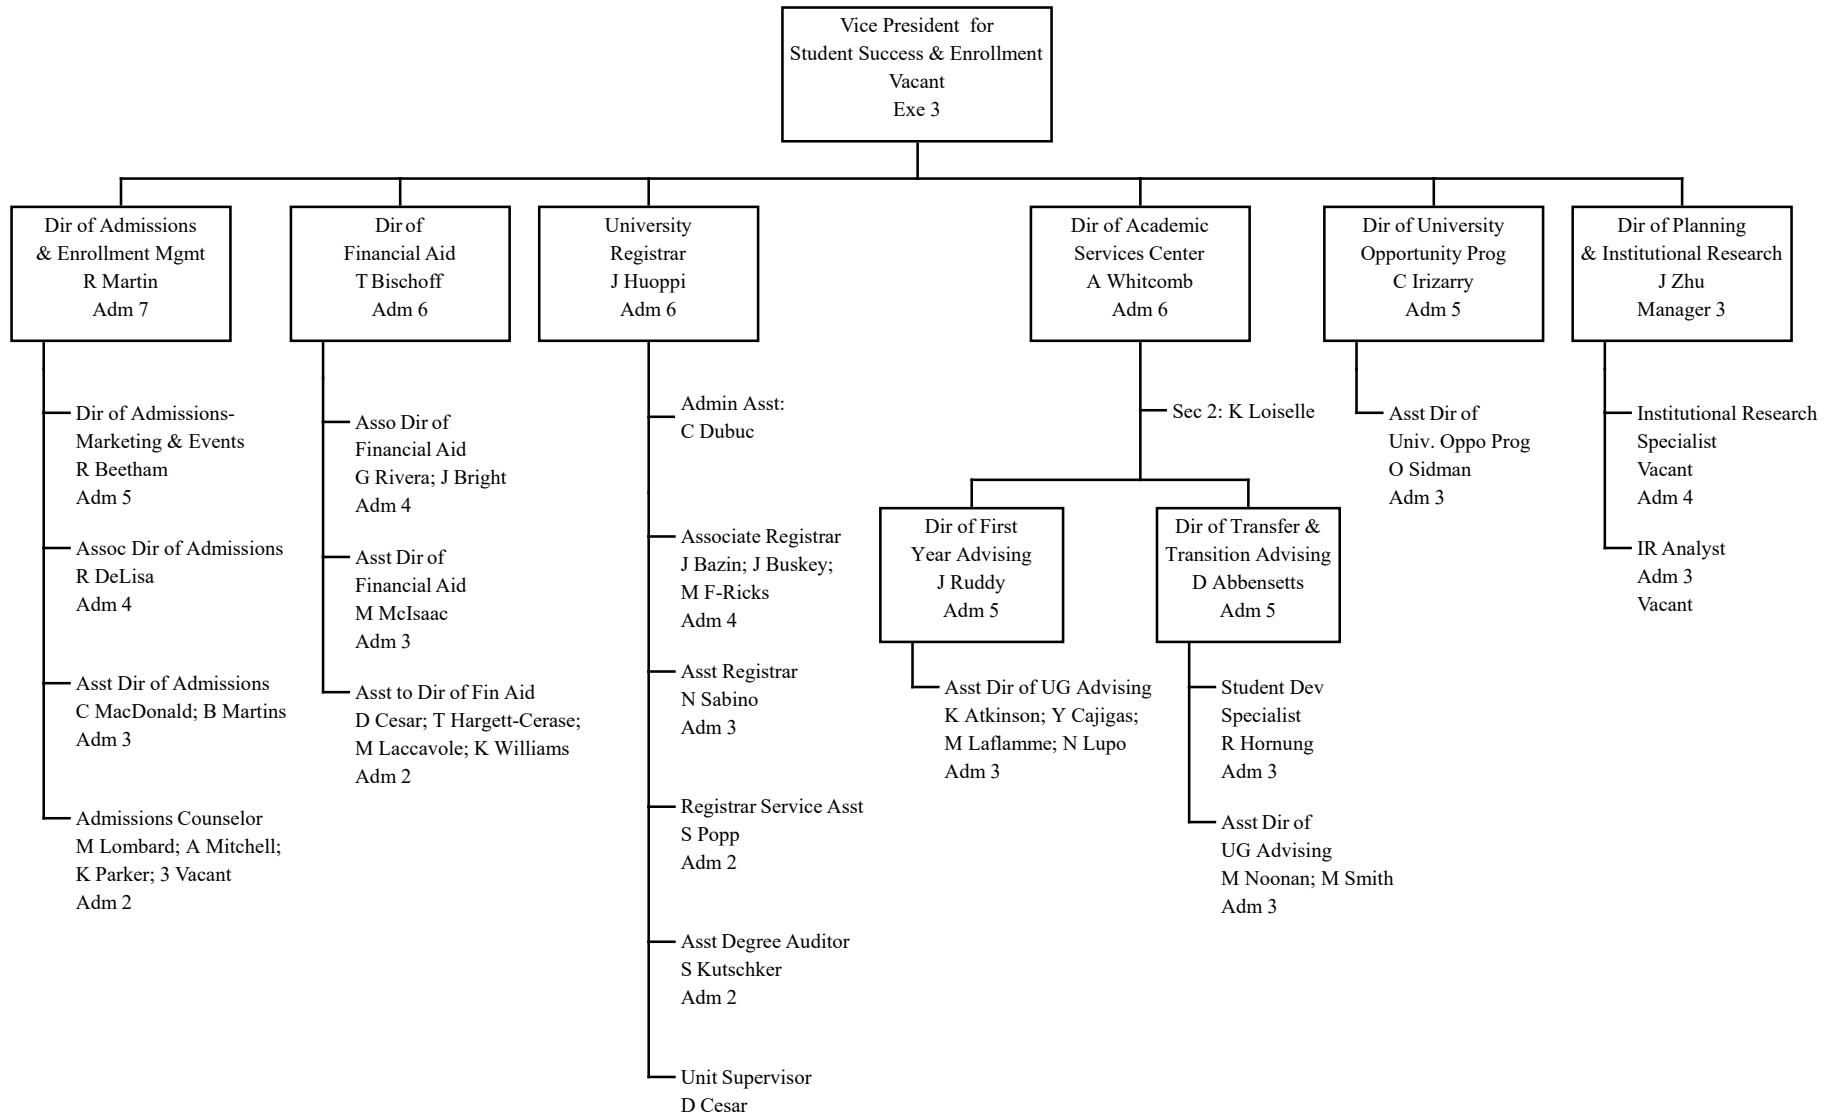 Vice President for
Student Success & Enrollment
Vacant
Exe 3
Dir of Admissions
& Enrollment Mgmt
R Martin
Adm 7
Dir of
Financial Aid
T Bischoff
Adm 6
University
Registrar
J Huoppi
Adm 6
Dir of Academic
Services Center
A Whitcomb
Adm 6
Dir of University
Opportunity Prog
C Irizarry
Adm 5
Dir of Planning
& Institutional Research
J Zhu
Manager 3
Dir of Admissions-
Marketing & Events
R Beetham
Adm 5
Assoc Dir of Admissions
R DeLisa
Adm 4
Asst Dir of Admissions
C MacDonald; B Martins
Adm 3
Admissions Counselor
M Lombard; A Mitchell;
K Parker; 3 Vacant
Adm 2
Asso Dir of
Financial Aid
G Rivera; J Bright
Adm 4
Asst Dir of
Financial Aid
M McIsaac
Adm 3
Asst to Dir of Fin Aid
D Cesar; T Hargett-Cerase;
M Laccavole; K Williams
Adm 2
Admin Asst:
C Dubuc
Associate Registrar
J Bazin; J Buskey;
M F-Ricks
Adm 4
Asst Registrar
N Sabino
Adm 3
Registrar Service Asst
S Popp
Adm 2
Asst Degree Auditor
S Kutschker
Adm 2
Unit Supervisor
D Cesar
Sec 2: K Loiselle
Dir of First
Year Advising
J Ruddy
Adm 5
Asst Dir of UG Advising
K Atkinson; Y Cajigas;
M Laflamme; N Lupo
Adm 3
Dir of Transfer &
Transition Advising
D Abbensetts
Adm 5
Student Dev
Specialist
R Hornung
Adm 3
Asst Dir of
UG Advising
M Noonan; M Smith
Adm 3
Asst Dir of
Univ. Oppo Prog
O Sidman
Adm 3
Institutional Research
Specialist
Vacant
Adm 4
IR Analyst
Adm 3
Vacant